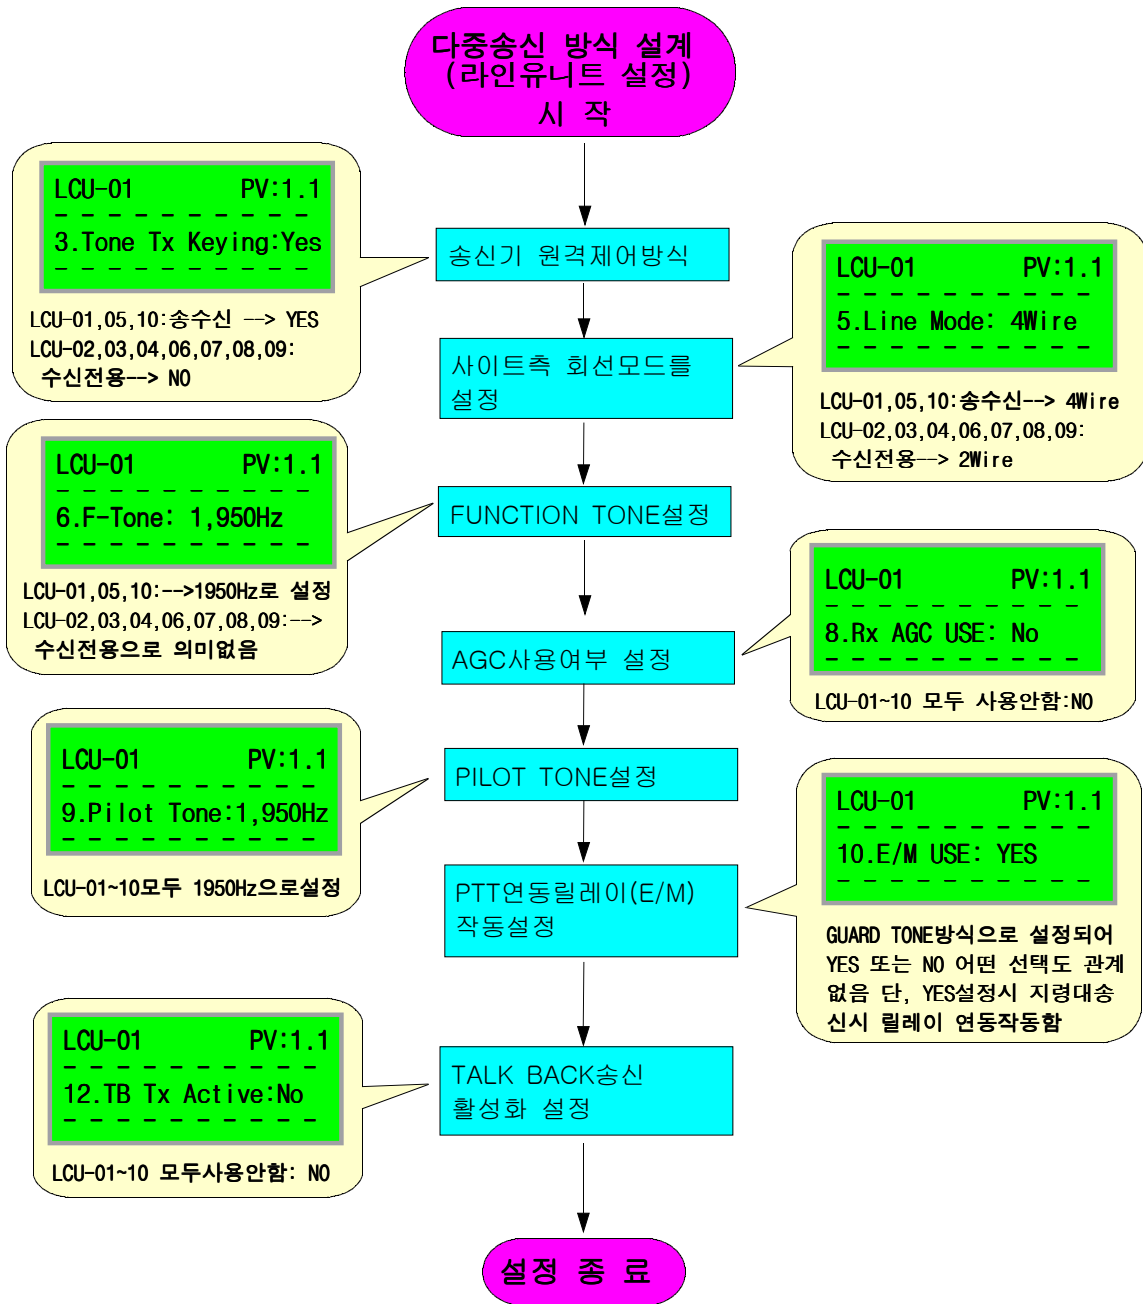 다중송신 방식 설계
(라인유니트 설정)
시 작
LCU-01 PV:1.1
- - - - - - - - - -
3.Tone Tx Keying:Yes
- - - - - - - - - -
LCU-01,05,10:송수신 --> YES
LCU-02,03,04,06,07,08,09:
수신전용--> NO
송신기 원격제어방식
LCU-01 PV:1.1
- - - - - - - - - -
5.Line Mode: 4Wire
- - - - - - - - - -
LCU-01,05,10:송수신--> 4Wire
LCU-02,03,04,06,07,08,09:
수신전용--> 2Wire
사이트측 회선모드를
설정
LCU-01 PV:1.1
- - - - - - - - - -
6.F-Tone: 1,950Hz
- - - - - - - - - -
LCU-01,05,10:-->1950Hz로 설정
LCU-02,03,04,06,07,08,09:-->
수신전용으로 의미없음
FUNCTION TONE설정
LCU-01 PV:1.1
- - - - - - - - - -
8.Rx AGC USE: No
- - - - - - - - - -
LCU-01~10 모두 사용안함:NO
AGC사용여부 설정
LCU-01 PV:1.1
- - - - - - - - - -
9.Pilot Tone:1,950Hz
- - - - - - - - - -
LCU-01~10모두 1950Hz으로설정
PILOT TONE설정
LCU-01 PV:1.1
- - - - - - - - - -
10.E/M USE: YES
- - - - - - - - - -
GUARD TONE방식으로 설정되어
YES 또는 NO 어떤 선택도 관계
없음 단, YES설정시 지령대송
신시 릴레이 연동작동함
PTT연동릴레이(E/M)
작동설정
LCU-01 PV:1.1
- - - - - - - - - -
12.TB Tx Active:No
- - - - - - - - - -
LCU-01~10 모두사용안함: NO
TALK BACK송신
활성화 설정
설정 종 료